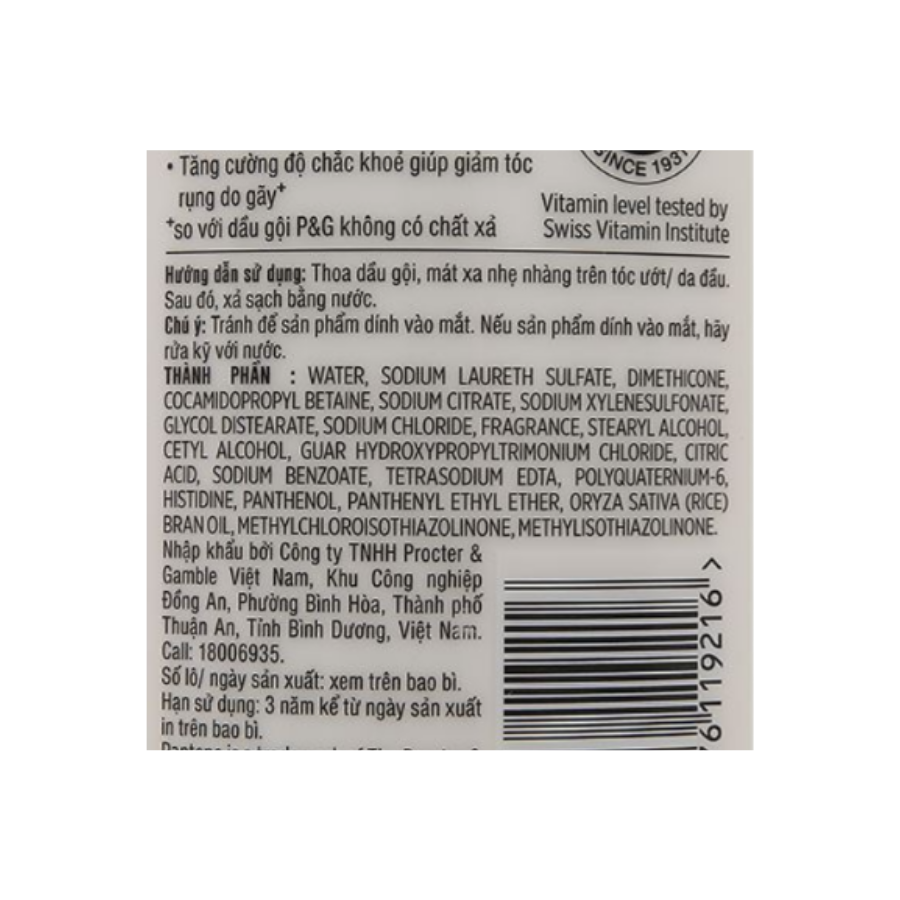 • Tăng cường độ chắc khoẻ giúp giảm tóc
rụng do gãy⁺
⁺so với dầu gội P&G không có chất xả
SINCE 1931
Vitamin level tested by
Swiss Vitamin Institute
Hướng dẫn sử dụng: Thoa dầu gội, mát xa nhẹ nhàng trên tóc ướt/ da đầu.
Sau đó, xả sạch bằng nước.
Chú ý: Tránh để sản phẩm dính vào mắt. Nếu sản phẩm dính vào mắt, hãy
rửa kỹ với nước.
THÀNH PHẦN : WATER, SODIUM LAURETH SULFATE, DIMETHICONE,
COCAMIDOPROPYL BETAINE, SODIUM CITRATE, SODIUM XYLENESULFONATE,
GLYCOL DISTEARATE, SODIUM CHLORIDE, FRAGRANCE, STEARYL ALCOHOL,
CETYL ALCOHOL, GUAR HYDROXYPROPYLTRIMONIUM CHLORIDE, CITRIC
ACID, SODIUM BENZOATE, TETRASODIUM EDTA, POLYQUATERNIUM-6,
HISTIDINE, PANTHENOL, PANTHENYL ETHYL ETHER, ORYZA SATIVA (RICE)
BRAN OIL, METHYLCHLOROISOTHIAZOLINONE, METHYLISOTHIAZOLINONE.
Nhập khẩu bởi Công ty TNHH Procter &
Gamble Việt Nam, Khu Công nghiệp
Đồng An, Phường Bình Hòa, Thành phố
Thuận An, Tỉnh Bình Dương, Việt Nam.
Call: 18006935.
Số lô/ ngày sản xuất: xem trên bao bì.
Hạn sử dụng: 3 năm kể từ ngày sản xuất
in trên bao bì.
76119216 >